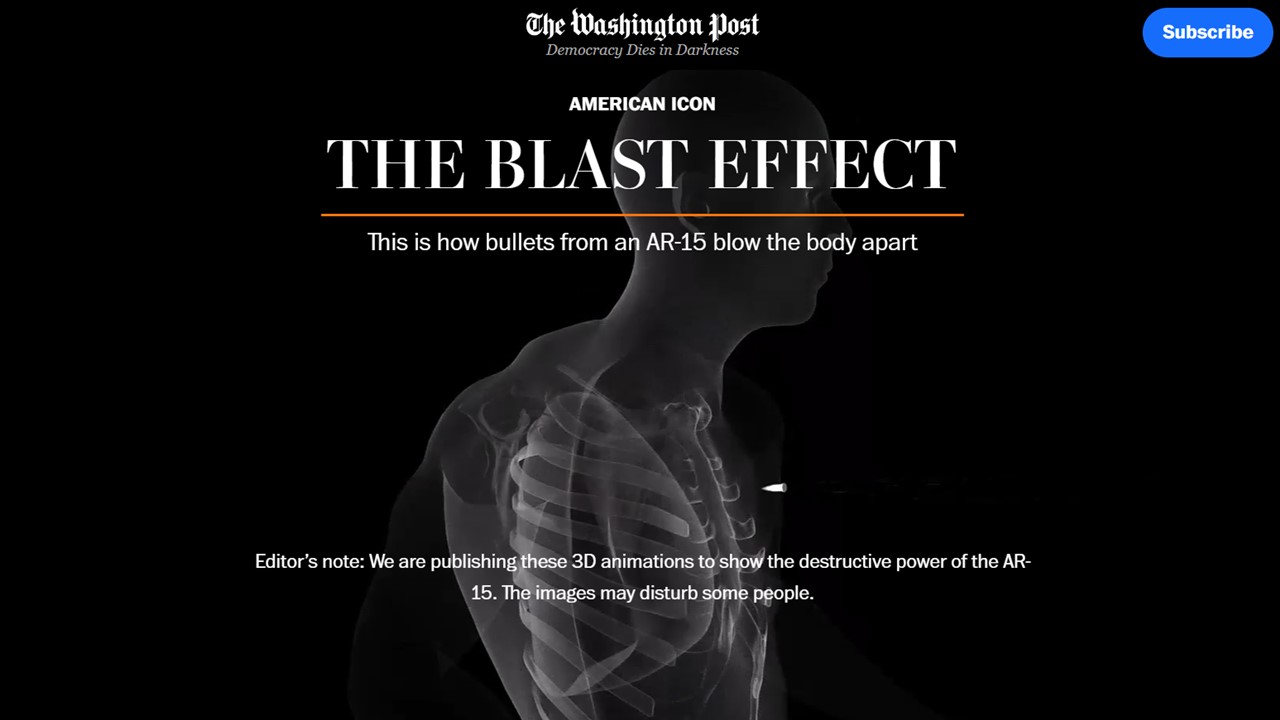 The Washington Post
Democracy Dies in Darkness
Subscribe
AMERICAN ICON
THE BLAST EFFECT
This is how bullets from an AR-15 blow the body apart
Editor’s note: We are publishing these 3D animations to show the destructive power of the AR-
15. The images may disturb some people.